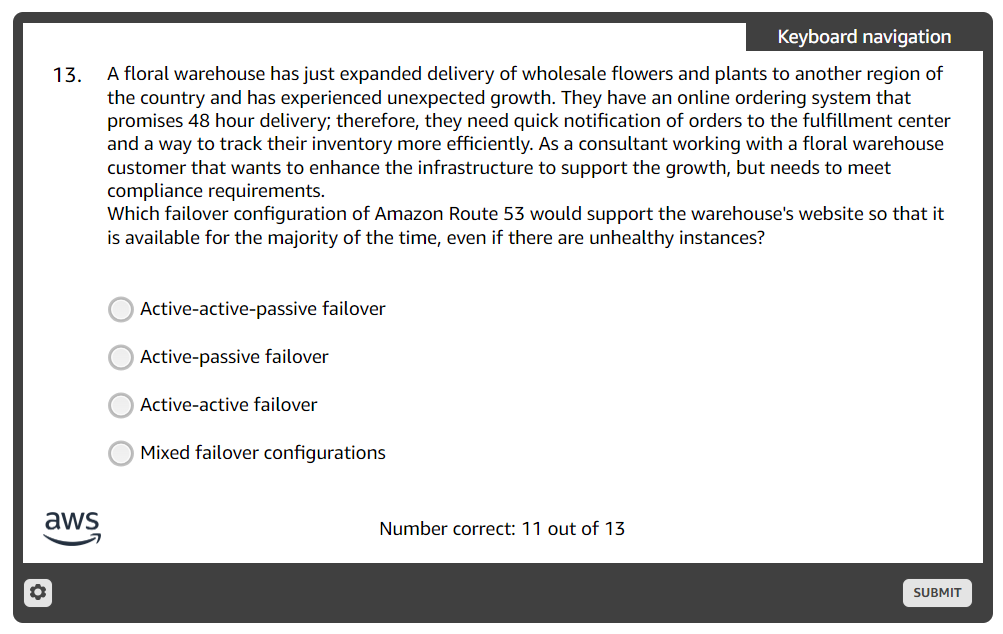 Keyboard navigation
13. A floral warehouse has just expanded delivery of wholesale flowers and plants to another region of
the country and has experienced unexpected growth. They have an online ordering system that
promises 48 hour delivery; therefore, they need quick notification of orders to the fulfillment center
and a way to track their inventory more efficiently. As a consultant working with a floral warehouse
customer that wants to enhance the infrastructure to support the growth, but needs to meet
compliance requirements.
Which failover configuration of Amazon Route 53 would support the warehouse's website so that it
is available for the majority of the time, even if there are unhealthy instances?
Active-active-passive failover
Active-passive failover
Active-active failover
Mixed failover configurations
aws
Number correct: 11 out of 13
SUBMIT